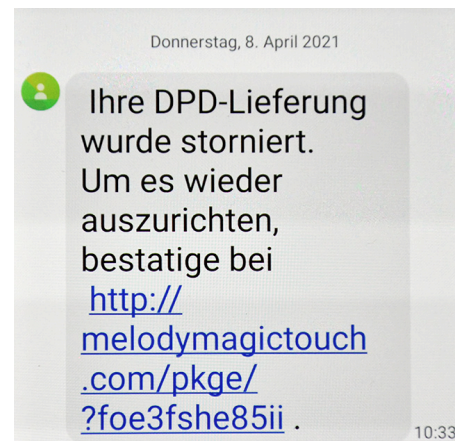 Donnerstag, 8. April 2021
Ihre DPD-Lieferung
wurde storniert.
Um es wieder
auszurichten,
bestatige bei
http://
melodymagictouch
.com/pkge/
?foe3fshe85ii .
10:33